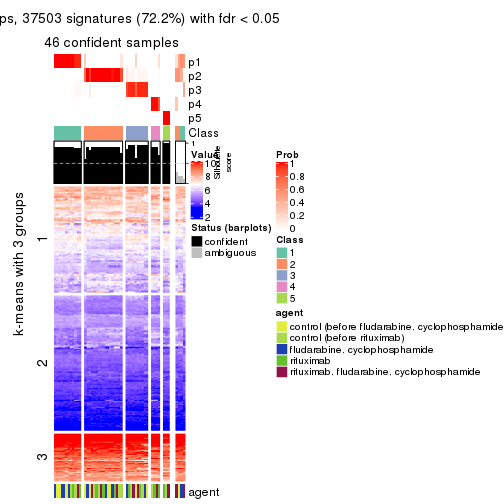 ps, 37503 signatures (72.2%) with fdr < 0.05
46 confident samples
p1
p2
p3
p4
p5
Class
1
Silhouette
score
Value
10
8
6
4
2
Status (barplots)
confident
ambiguous
Prob
1
0.8
0.6
0.4
0.2
0
Class
1
2
3
4
5
agent
control (before fludarabine, cyclophosphamide
control (before rituximab)
fludarabine, cyclophosphamide
rituximab
rituximab, fludarabine, cyclophosphamide
k-means with 3 groups
1
2
3
agent